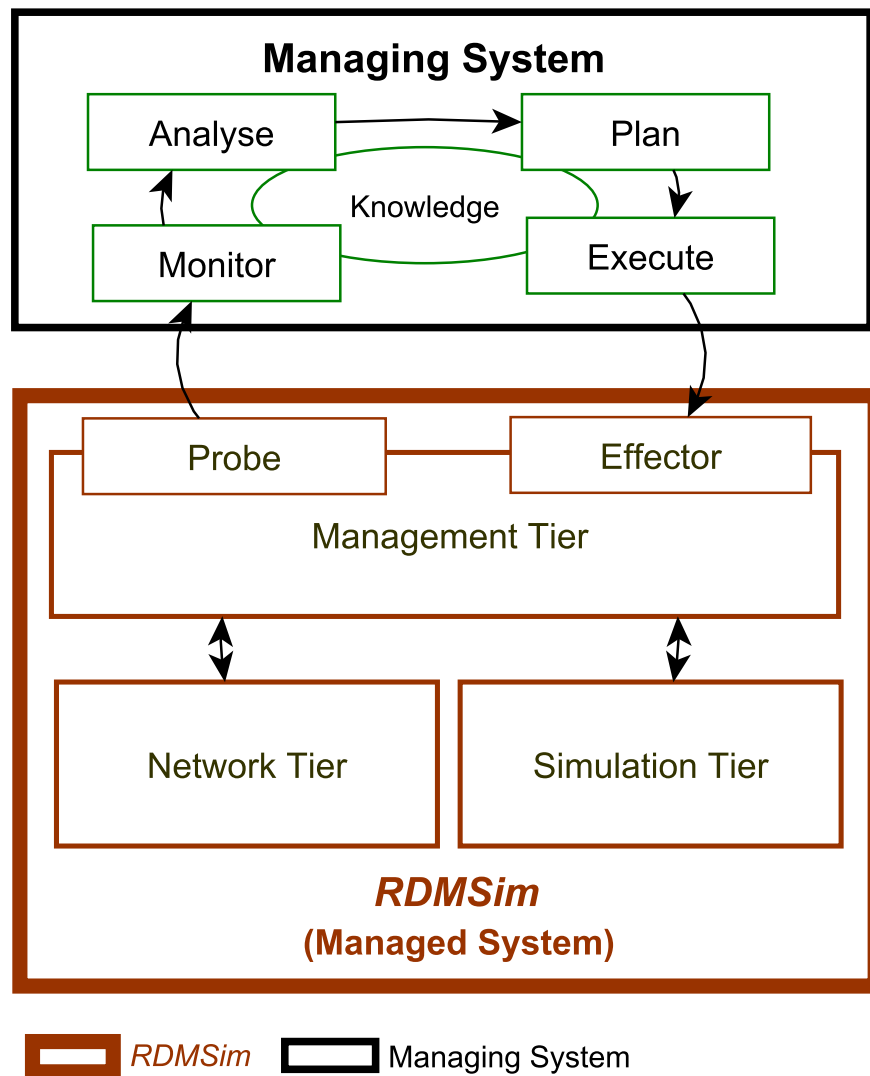 Managing System
Analyse
Plan
Knowledge
Monitor
Execute
Probe
Effector
Management Tier
Network Tier
Simulation Tier
RDMSim
(Managed System)
RDMSim
Managing System